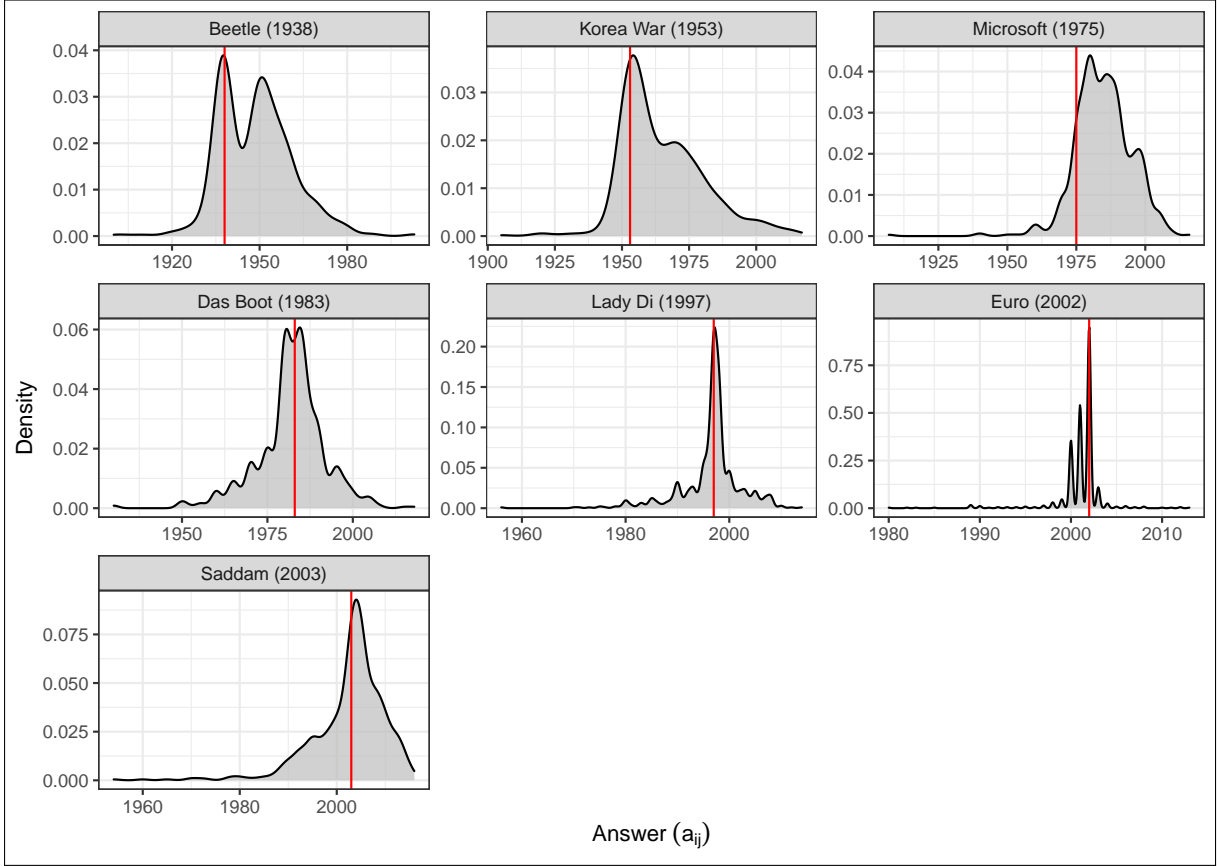 Beetle (1938) Korea War (1953) Microsoft (1975)
0.04
0.03
0.02
0.01
0.00
1920 1950 1980
0.03
0.02
0.01
0.00
1900 1925 1950 1975 2000
0.04
0.03
0.02
0.01
0.00
1925 1950 1975 2000
Das Boot (1983) Lady Di (1997) Euro (2002)
0.06
0.04
0.02
0.00
1950 1975 2000
0.20
0.15
0.10
0.05
0.00
1960 1980 2000
0.75
0.50
0.25
0.00
1980 1990 2000 2010
Saddam (2003)
0.075
0.050
0.025
0.000
1960 1980 2000
Density
Answer (aij)